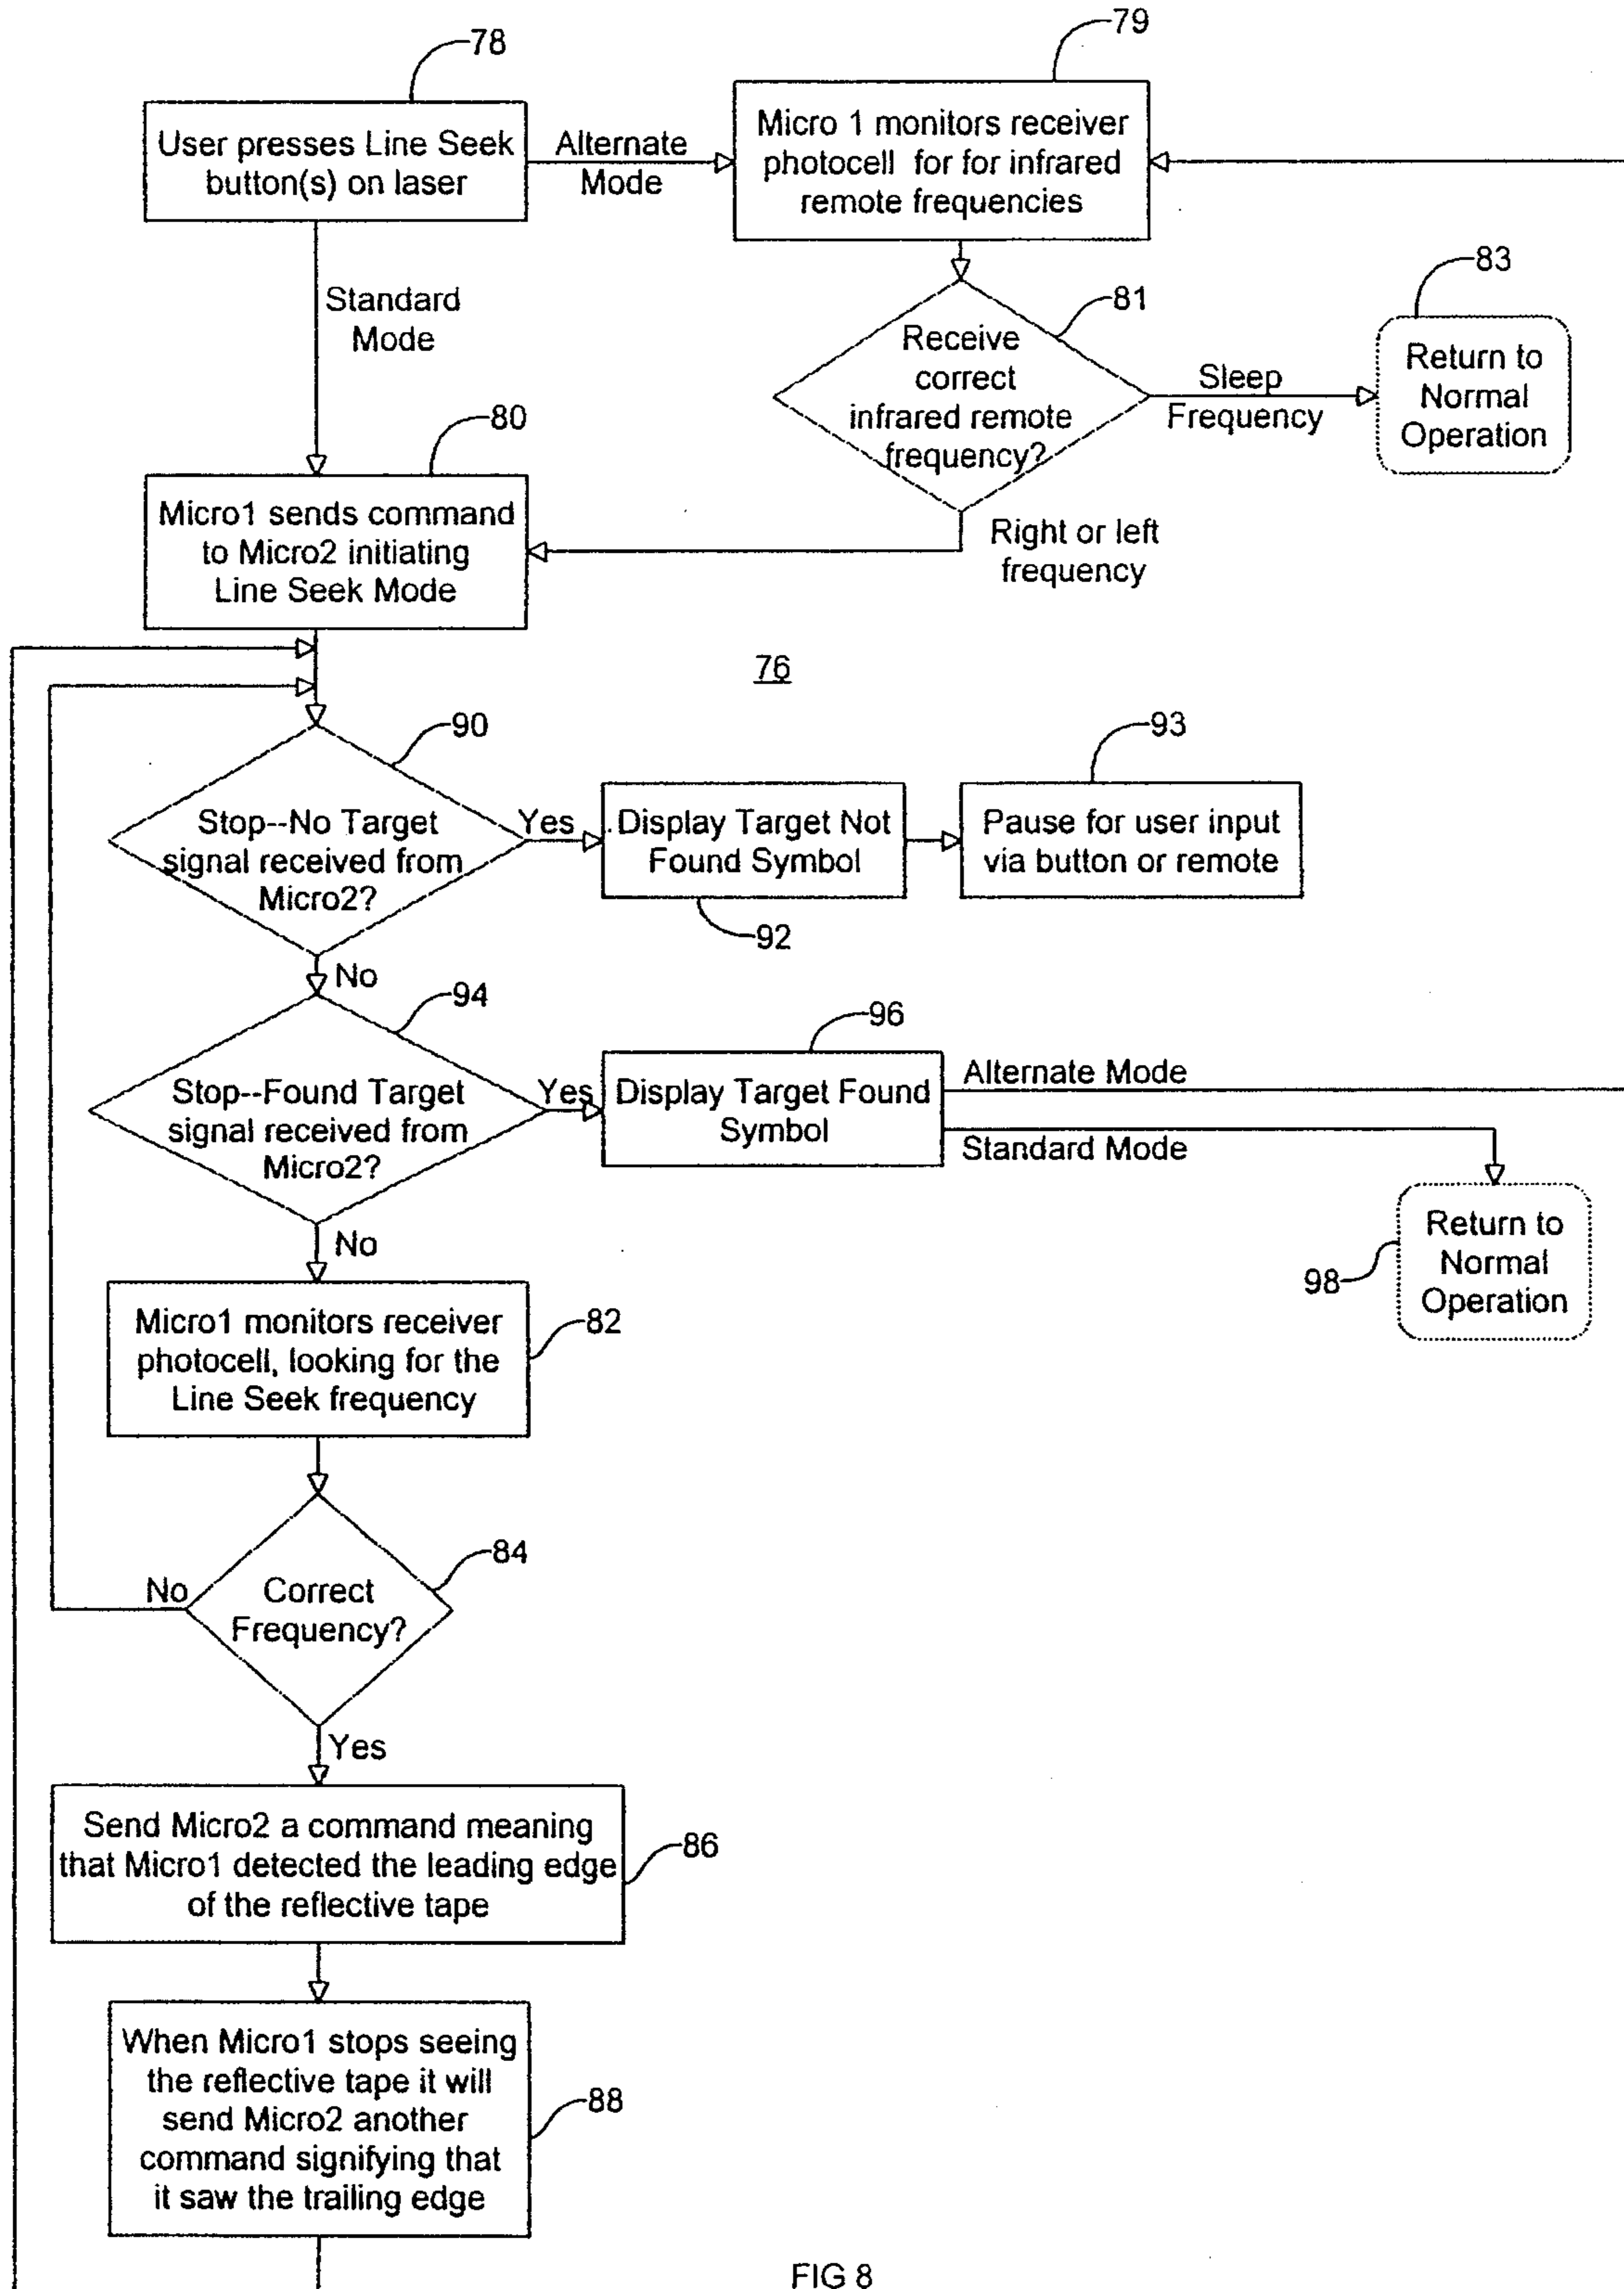 78
79
User presses Line Seek
button(s) on laser
Alternate
Mode
Micro 1 monitors receiver
photocell for for infrared
remote frequencies
Standard
Mode
81
Receive
correct
infrared remote
frequency?
Sleep
Frequency
83
Return to
Normal
Operation
80
Micro1 sends command
to Micro2 initiating
Line Seek Mode
Right or left
frequency
76
90
Stop--No Target
signal received from
Micro2?
Yes
Display Target Not
Found Symbol
92
93
Pause for user input
via button or remote
No
94
Stop--Found Target
signal received from
Micro2?
Yes
96
Display Target Found
Symbol
Alternate Mode
Standard Mode
98
Return to
Normal
Operation
No
Micro1 monitors receiver
photocell, looking for the
Line Seek frequency
82
84
Correct
Frequency?
No
Yes
Send Micro2 a command meaning
that Micro1 detected the leading edge
of the reflective tape
86
When Micro1 stops seeing
the reflective tape it will
send Micro2 another
command signifying that
it saw the trailing edge
88
FIG 8